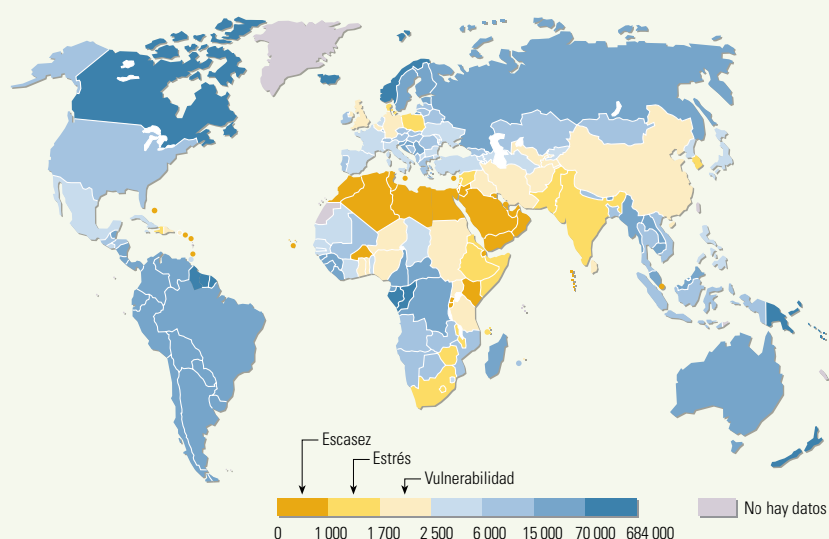 Escasez
Estrés
Vulnerabilidad
No hay datos
0 1 000 1 700 2 500 6 000 15 000 70 000 684 000